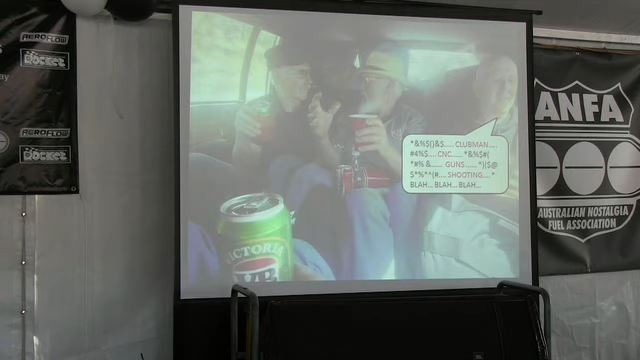 AEROFLOW
ROCKET
AEROFLOW
ROCKET
*&%$()&$..... CLUBMAN.....
#4%$.... CNC....... *&%$#(
*#% &....... GUNS .....*){$@
$*%**(#.... SHOOTING.....*
BLAH... BLAH... BLAH...
VICTORIA
ANFA
AUSTRALIAN NOSTALGIA
FUEL ASSOCIATION